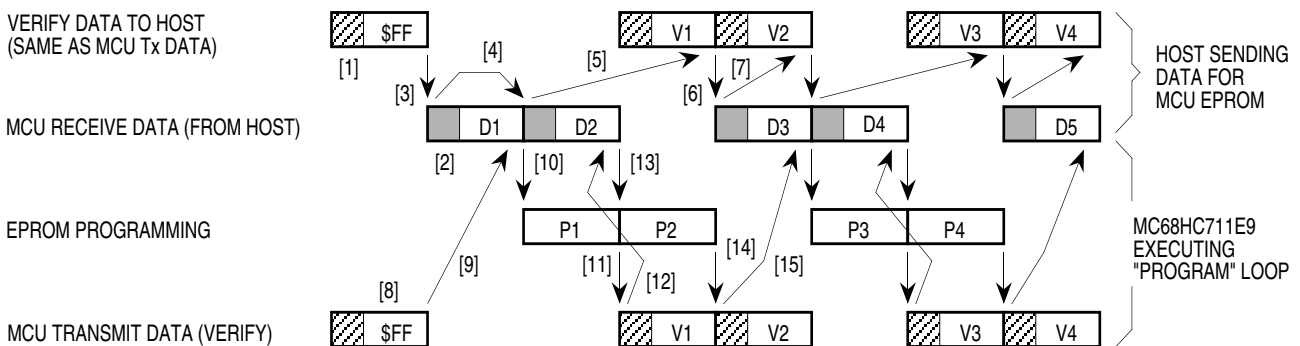 VERIFY DATA TO HOST
(SAME AS MCU Tx DATA)
$FF
V1
V2
V3
V4
HOST SENDING
DATA FOR
MCU EPROM
[1]
[3]
[4]
[5]
[6]
[7]
MCU RECEIVE DATA (FROM HOST)
D1
D2
D3
D4
D5
[2]
[10]
[13]
EPROM PROGRAMMING
P1
P2
P3
P4
MC68HC711E9
EXECUTING
"PROGRAM" LOOP
[8]
[9]
[11]
[12]
[14]
[15]
MCU TRANSMIT DATA (VERIFY)
$FF
V1
V2
V3
V4